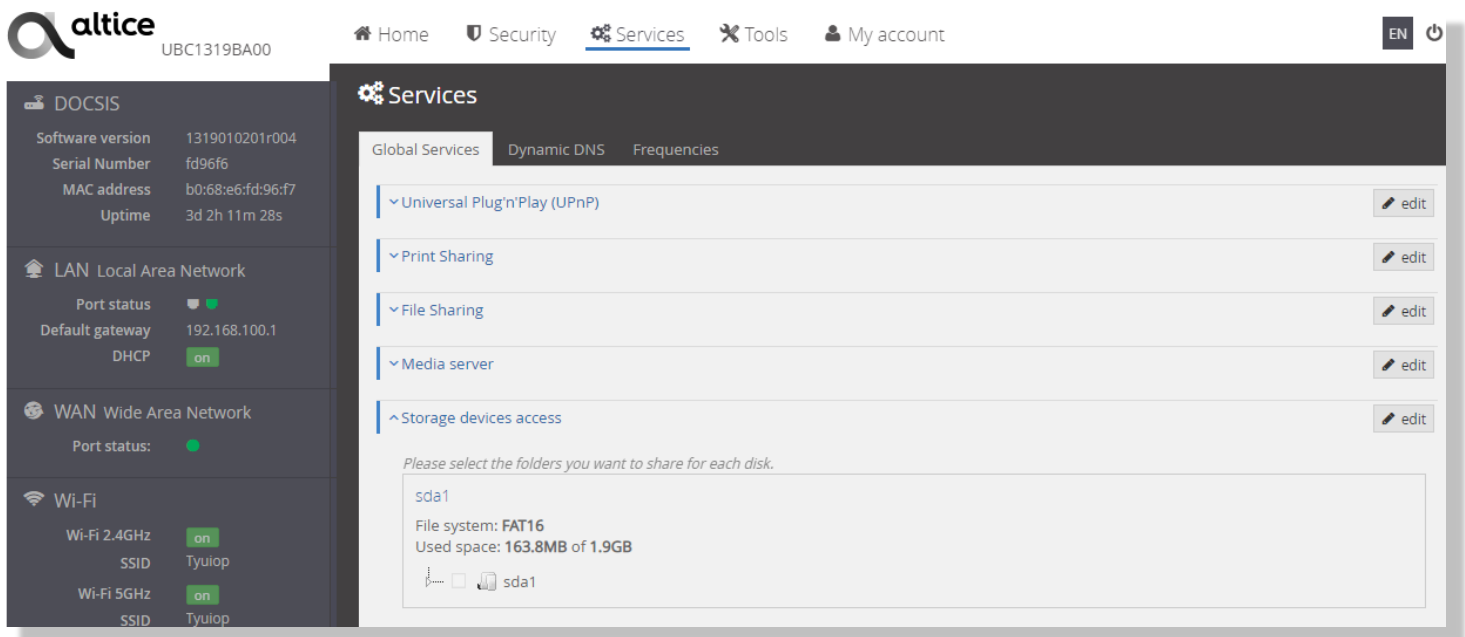 altice
UBC1319BA00
Home Security Services Tools My account EN
DOCSIS
Software version 1319010201r004
Serial Number fd96f6
MAC address b0:68:e6:fd:96:f7
Uptime 3d 2h 11m 28s
LAN Local Area Network
Port status
Default gateway 192.168.100.1
DHCP on
WAN Wide Area Network
Port status:
Wi-Fi
Wi-Fi 2.4GHz on
SSID Tyuiop
Wi-Fi 5GHz on
SSID Tyuiop
Services
Global Services Dynamic DNS Frequencies
Universal Plug'n'Play (UPnP) edit
Print Sharing edit
File Sharing edit
Media server edit
Storage devices access edit
Please select the folders you want to share for each disk.
sda1
File system: FAT16
Used space: 163.8MB of 1.9GB
sda1